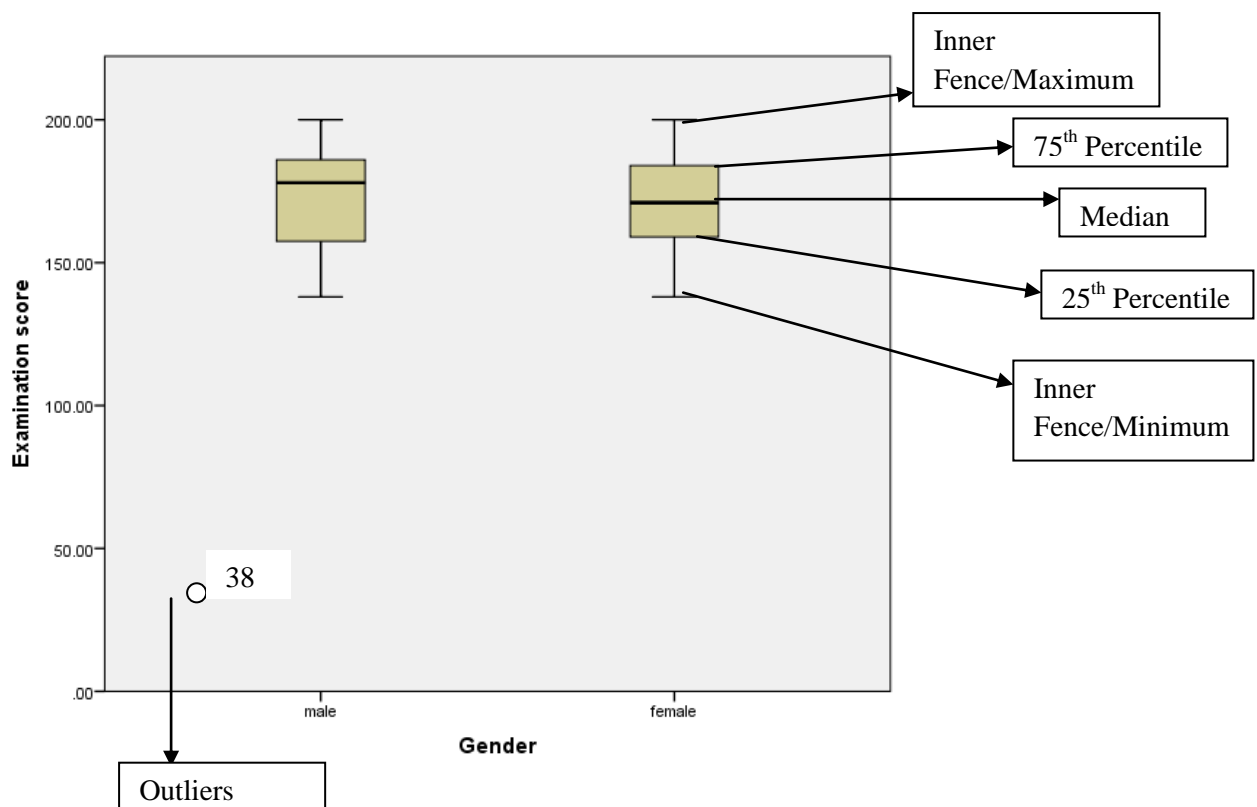 Inner
Fence/Maximum
75th Percentile
Median
25th Percentile
Inner
Fence/Minimum
200.00
150.00
100.00
50.00
.00
Examination score
38
male
female
Gender
Outliers